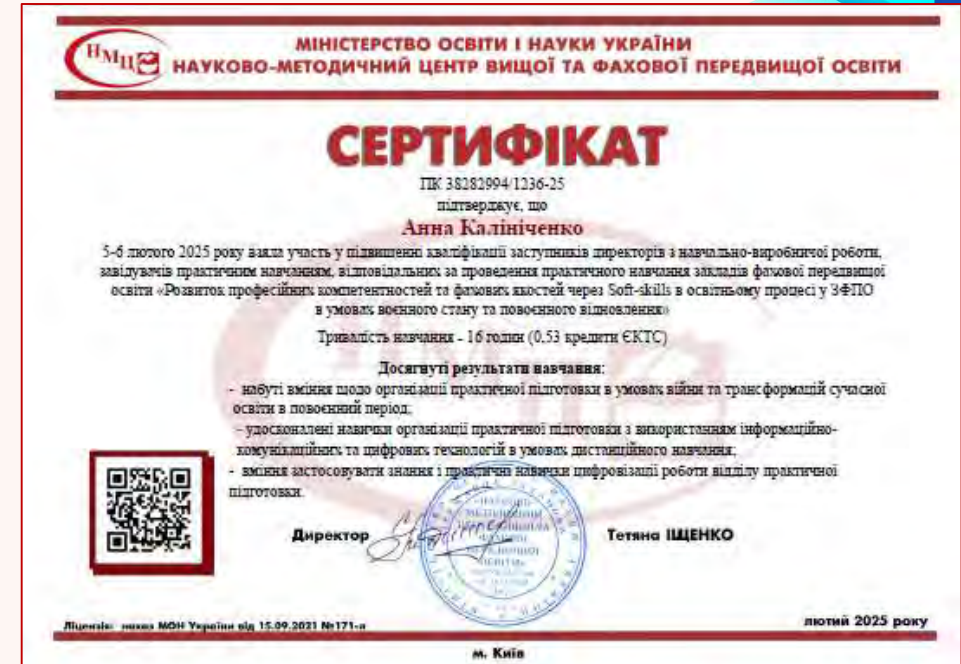 НМЦ
МІНІСТЕРСТВО ОСВІТИ І НАУКИ УКРАЇНИ
НАУКОВО-МЕТОДИЧНИЙ ЦЕНТР ВИЩОЇ ТА ФАХОВОЇ ПЕРЕДВИЩОЇ ОСВІТИ
СЕРТИФІКАТ
ПК 38282994/1236-25
підтверджує, що
Анна Калініченко
5-6 лютого 2025 року взяла участь у підвищенні кваліфікації заступників директорів з навчально-виробничої роботи,
завідувачів практичним навчанням, відповідальних за проведення практичного навчання закладів фахової передвищої
освіти «Розвиток професійних компетентностей та фахових якостей через Soft-skills в освітньому процесі у ЗФПО
в умовах воєнного стану та повоєнного відновлення»
Тривалість навчання - 16 годин (0,53 кредити ЄКТС)
Досягнуті результати навчання:
- набуті вміння щодо організації практичної підготовки в умовах війни та трансформацій сучасної
освіти в повоєнний період;
- удосконалені навички організації практичної підготовки з використанням інформаційно-
комунікаційних та цифрових технологій в умовах дистанційного навчання;
- вміння застосовувати знання і практичні навички цифровізації роботи відділу практичної
підготовки.
Директор
Тетяна ІЩЕНКО
Ліцензія: наказ МОН України від 15.09.2021 №171-л
лютий 2025 року
м. Київ